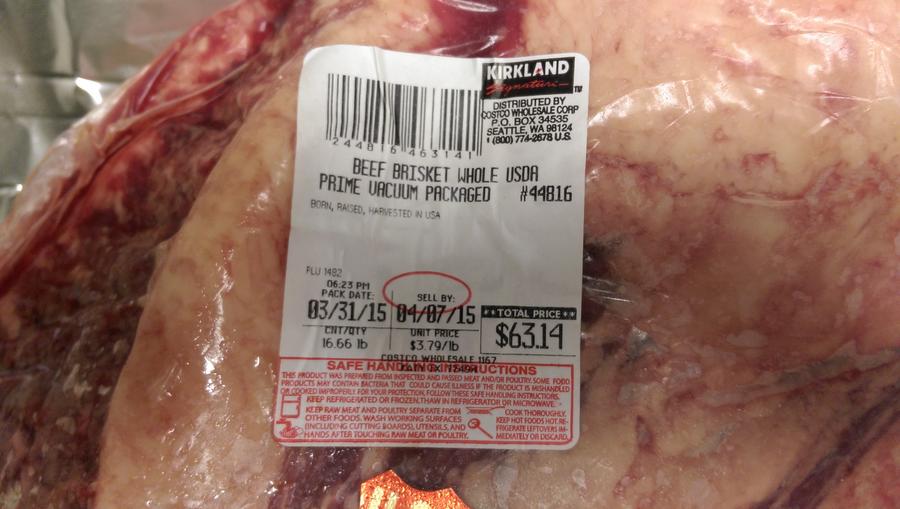 KIRKLAND
Signature
TM
DISTRIBUTED BY
COSTCO WHOLESALE CORP
P.O. BOX 34535
SEATTLE, WA 98124
1 (800) 774-2678 U.S.
2 44816 463141
BEEF BRISKET WHOLE USDA
PRIME VACUUM PACKAGED #44816
BORN, RAISED, HARVESTED IN USA
PLU 1482
06:23 PM
PACK DATE: SELL BY:
03/31/15 04/07/15 **TOTAL PRICE**
CNT/QTY UNIT PRICE $63.14
16.66 lb $3.79/lb
COSTCO WHOLESALE 1167
SAFE HANDLING INSTRUCTIONS
THIS PRODUCT WAS PREPARED FROM INSPECTED AND PASSED MEAT AND/OR POULTRY. SOME FOOD
PRODUCTS MAY CONTAIN BACTERIA THAT COULD CAUSE ILLNESS IF THE PRODUCT IS MISHANDLED
OR COOKED IMPROPERLY. FOR YOUR PROTECTION, FOLLOW THESE SAFE HANDLING INSTRUCTIONS.
KEEP REFRIGERATED OR FROZEN. THAW IN REFRIGERATOR OR MICROWAVE.
KEEP RAW MEAT AND POULTRY SEPARATE FROM
OTHER FOODS. WASH WORKING SURFACES
(INCLUDING CUTTING BOARDS), UTENSILS, AND
HANDS AFTER TOUCHING RAW MEAT OR POULTRY.
COOK THOROUGHLY.
KEEP HOT FOODS HOT. RE-
FRIGERATE LEFTOVERS IM-
MEDIATELY OR DISCARD.